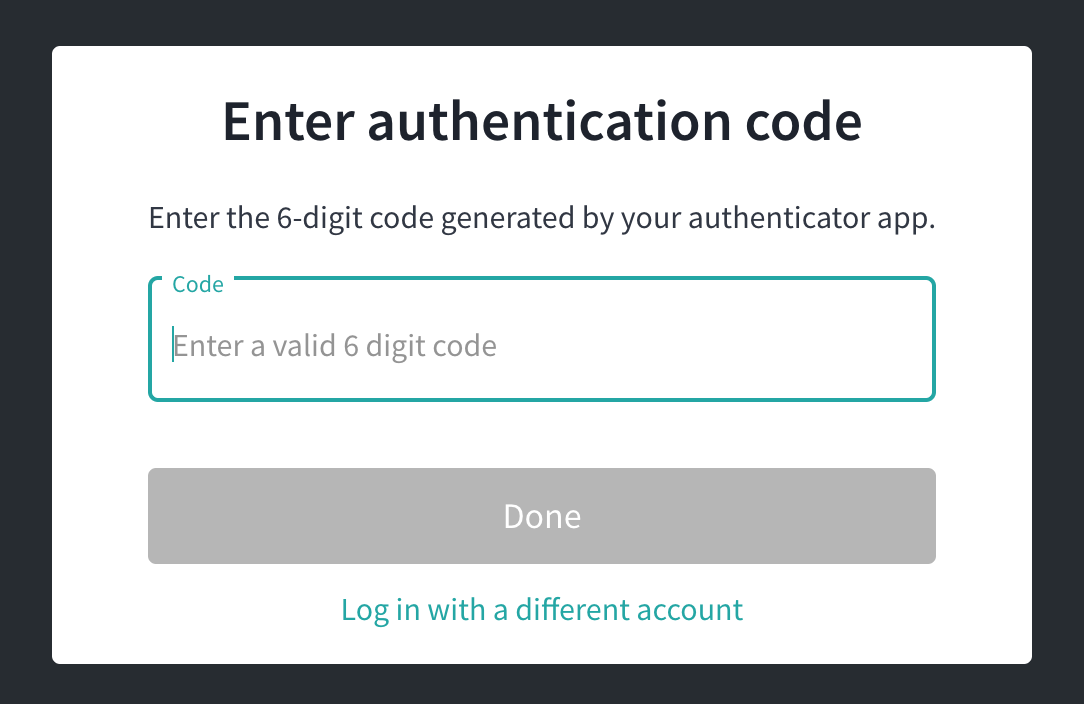 Enter authentication code
Enter the 6-digit code generated by your authenticator app.
Code
Enter a valid 6 digit code
Done
Log in with a different account